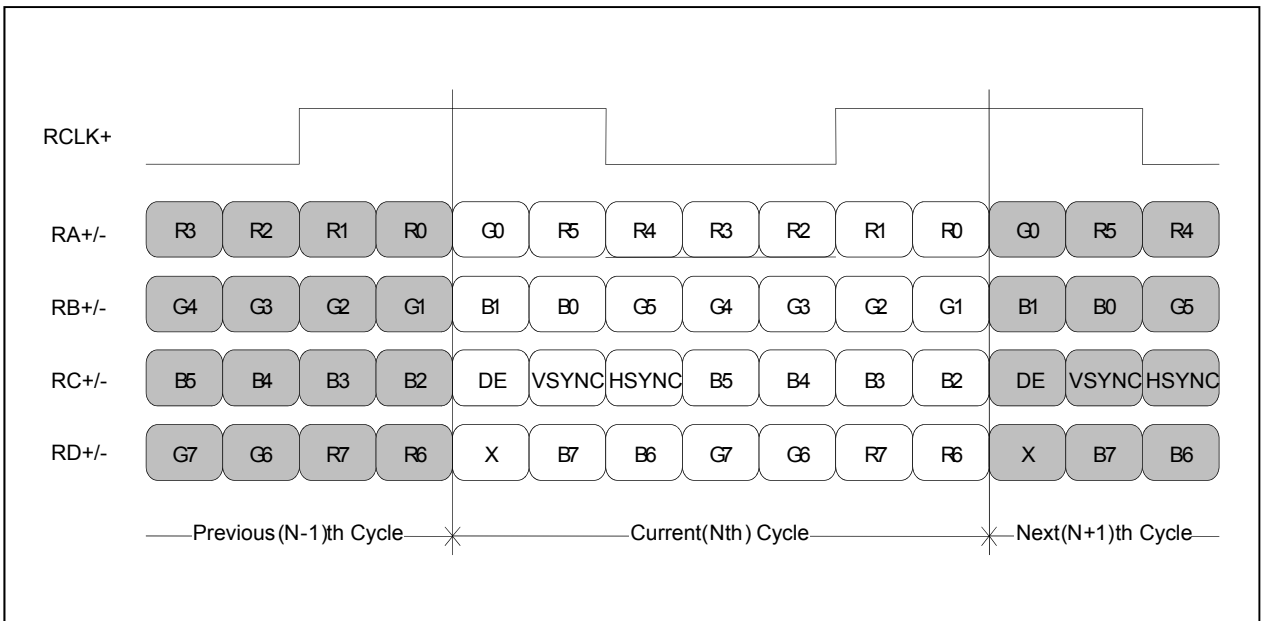 RCLK+
RA+/- R3 R2 R1 R0 G0 R5 R4 R3 R2 R1 R0 G0 R5 R4
RB+/- G4 G3 G2 G1 B1 B0 G5 G4 G3 G2 G1 B1 B0 G5
RC+/- B5 B4 B3 B2 DE VSYNC HSYNC B5 B4 B3 B2 DE VSYNC HSYNC
RD+/- G7 G6 R7 R6 X B7 B6 G7 G6 R7 R6 X B7 B6
Previous(N-1)th Cycle Current(Nth) Cycle Next(N+1)th Cycle